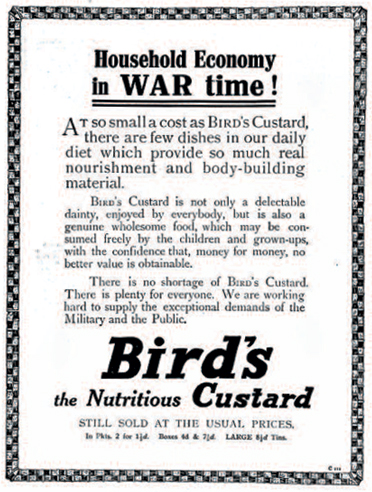 Household Economy
in WAR time!
AT so small a cost as BIRD'S Custard,
there are few dishes in our daily
diet which provide so much real
nourishment and body-building
material.
BIRD'S Custard is not only a delectable
dainty, enjoyed by everybody, but is also a
genuine wholesome food, which may be con-
sumed freely by the children and grown-ups,
with the confidence that, money for money, no
better value is obtainable.
There is no shortage of BIRD'S Custard.
There is plenty for everyone. We are working
hard to supply the exceptional demands of the
Military and the Public.
Bird's
the Nutritious Custard
STILL SOLD AT THE USUAL PRICES.
In Pkts. 2 for 1½d. Boxes 4d & 7½d. LARGE 8½d Tins.